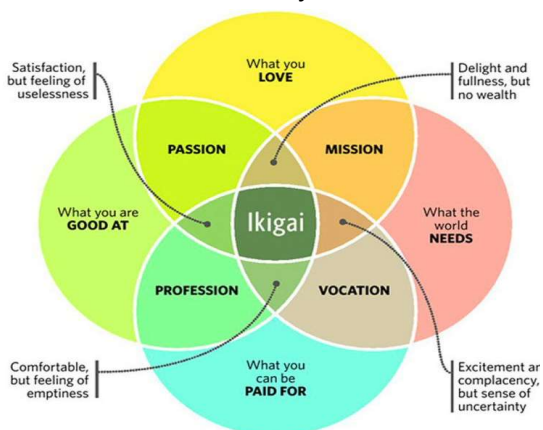 Satisfaction,
but feeling of
uselessness
What you
LOVE
Delight and
fullness, but
no wealth
PASSION
MISSION
What you are
GOOD AT
Ikigai
What the
world
NEEDS
PROFESSION
VOCATION
Comfortable,
but feeling of
emptiness
What you
can be
PAID FOR
Excitement
complacency,
but sense of
uncertainty